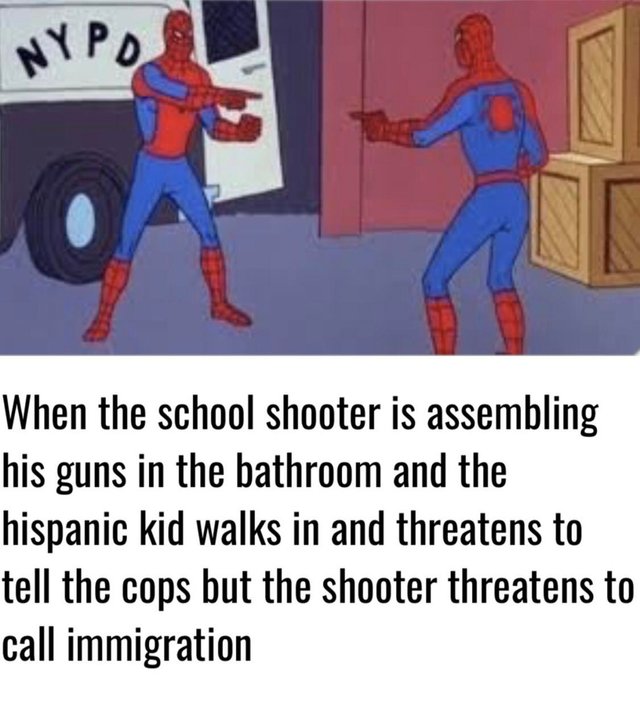 NYPD
When the school shooter is assembling
his guns in the bathroom and the
hispanic kid walks in and threatens to
tell the cops but the shooter threatens to
call immigration